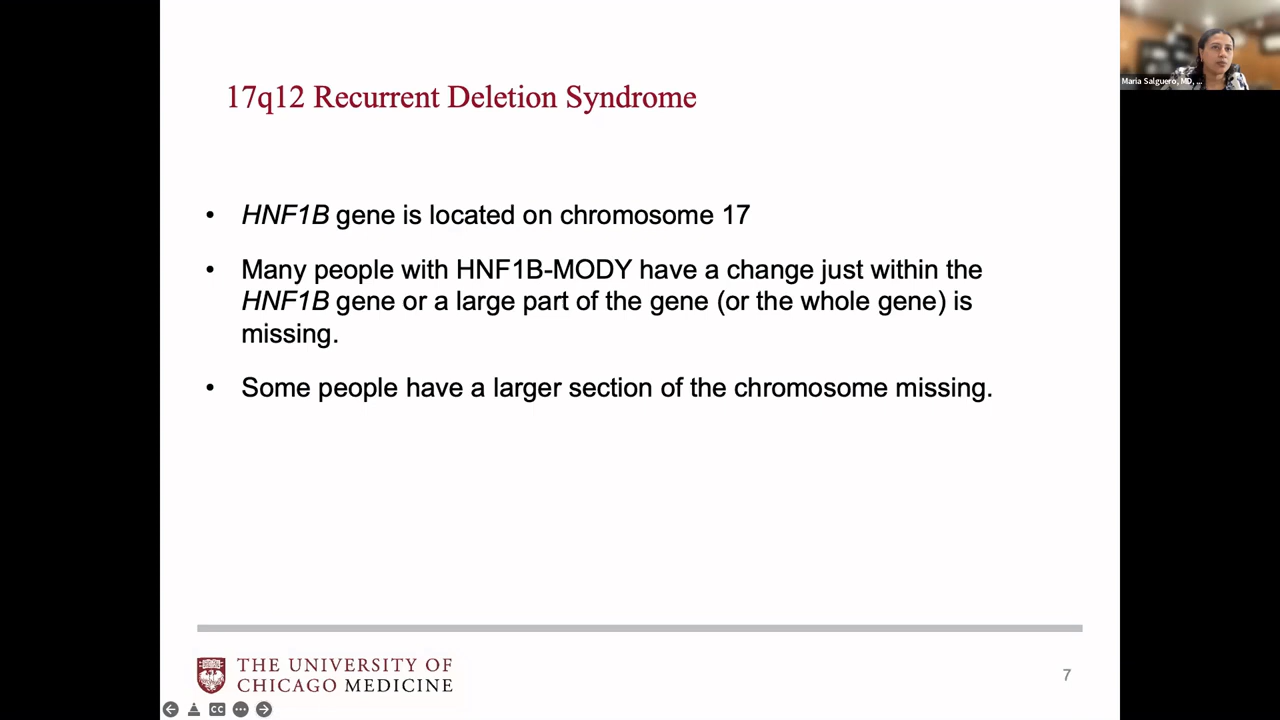 Maria Salguero, MD, ...
17q12 Recurrent Deletion Syndrome
• HNF1B gene is located on chromosome 17
• Many people with HNF1B-MODY have a change just within the
HNF1B gene or a large part of the gene (or the whole gene) is
missing.
• Some people have a larger section of the chromosome missing.
THE UNIVERSITY OF
CHICAGO MEDICINE
7
CC